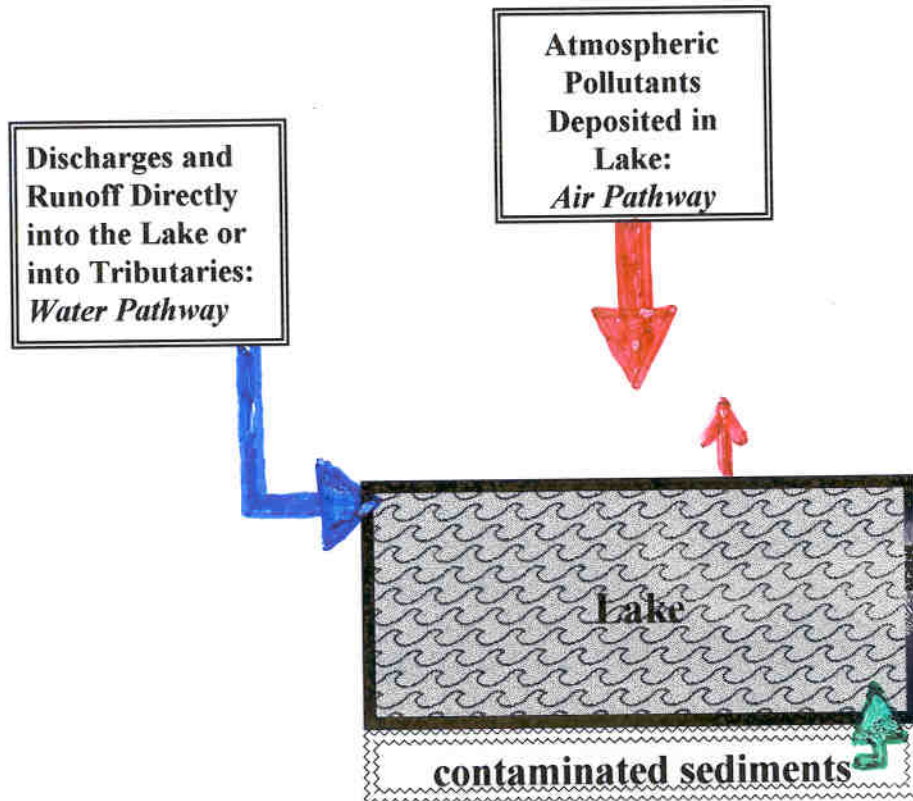 Atmospheric
Pollutants
Deposited in
Lake:
Air Pathway
Discharges and
Runoff Directly
into the Lake or
into Tributaries:
Water Pathway
Lake
contaminated sediments